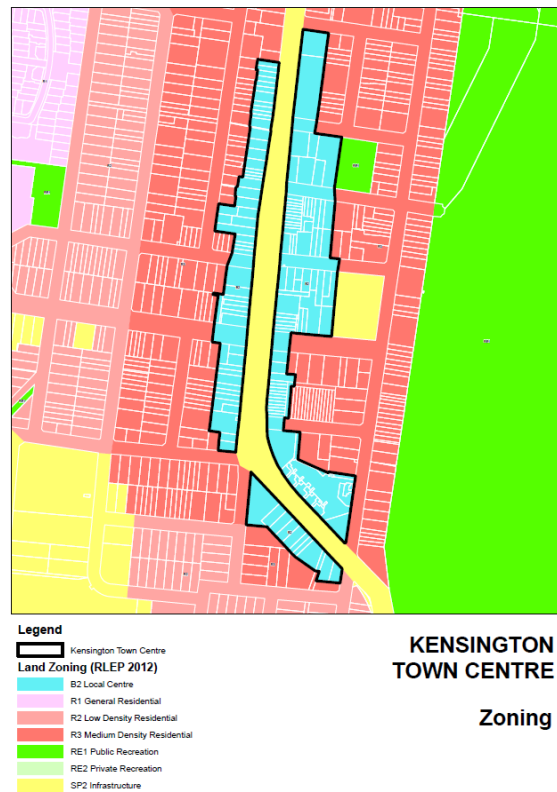 Legend
Kensington Town Centre
Land Zoning (RLEP 2012)
B2 Local Centre
R1 General Residential
R2 Low Density Residential
R3 Medium Density Residential
RE1 Public Recreation
RE2 Private Recreation
SP2 Infrastructure
KENSINGTON
TOWN CENTRE
Zoning